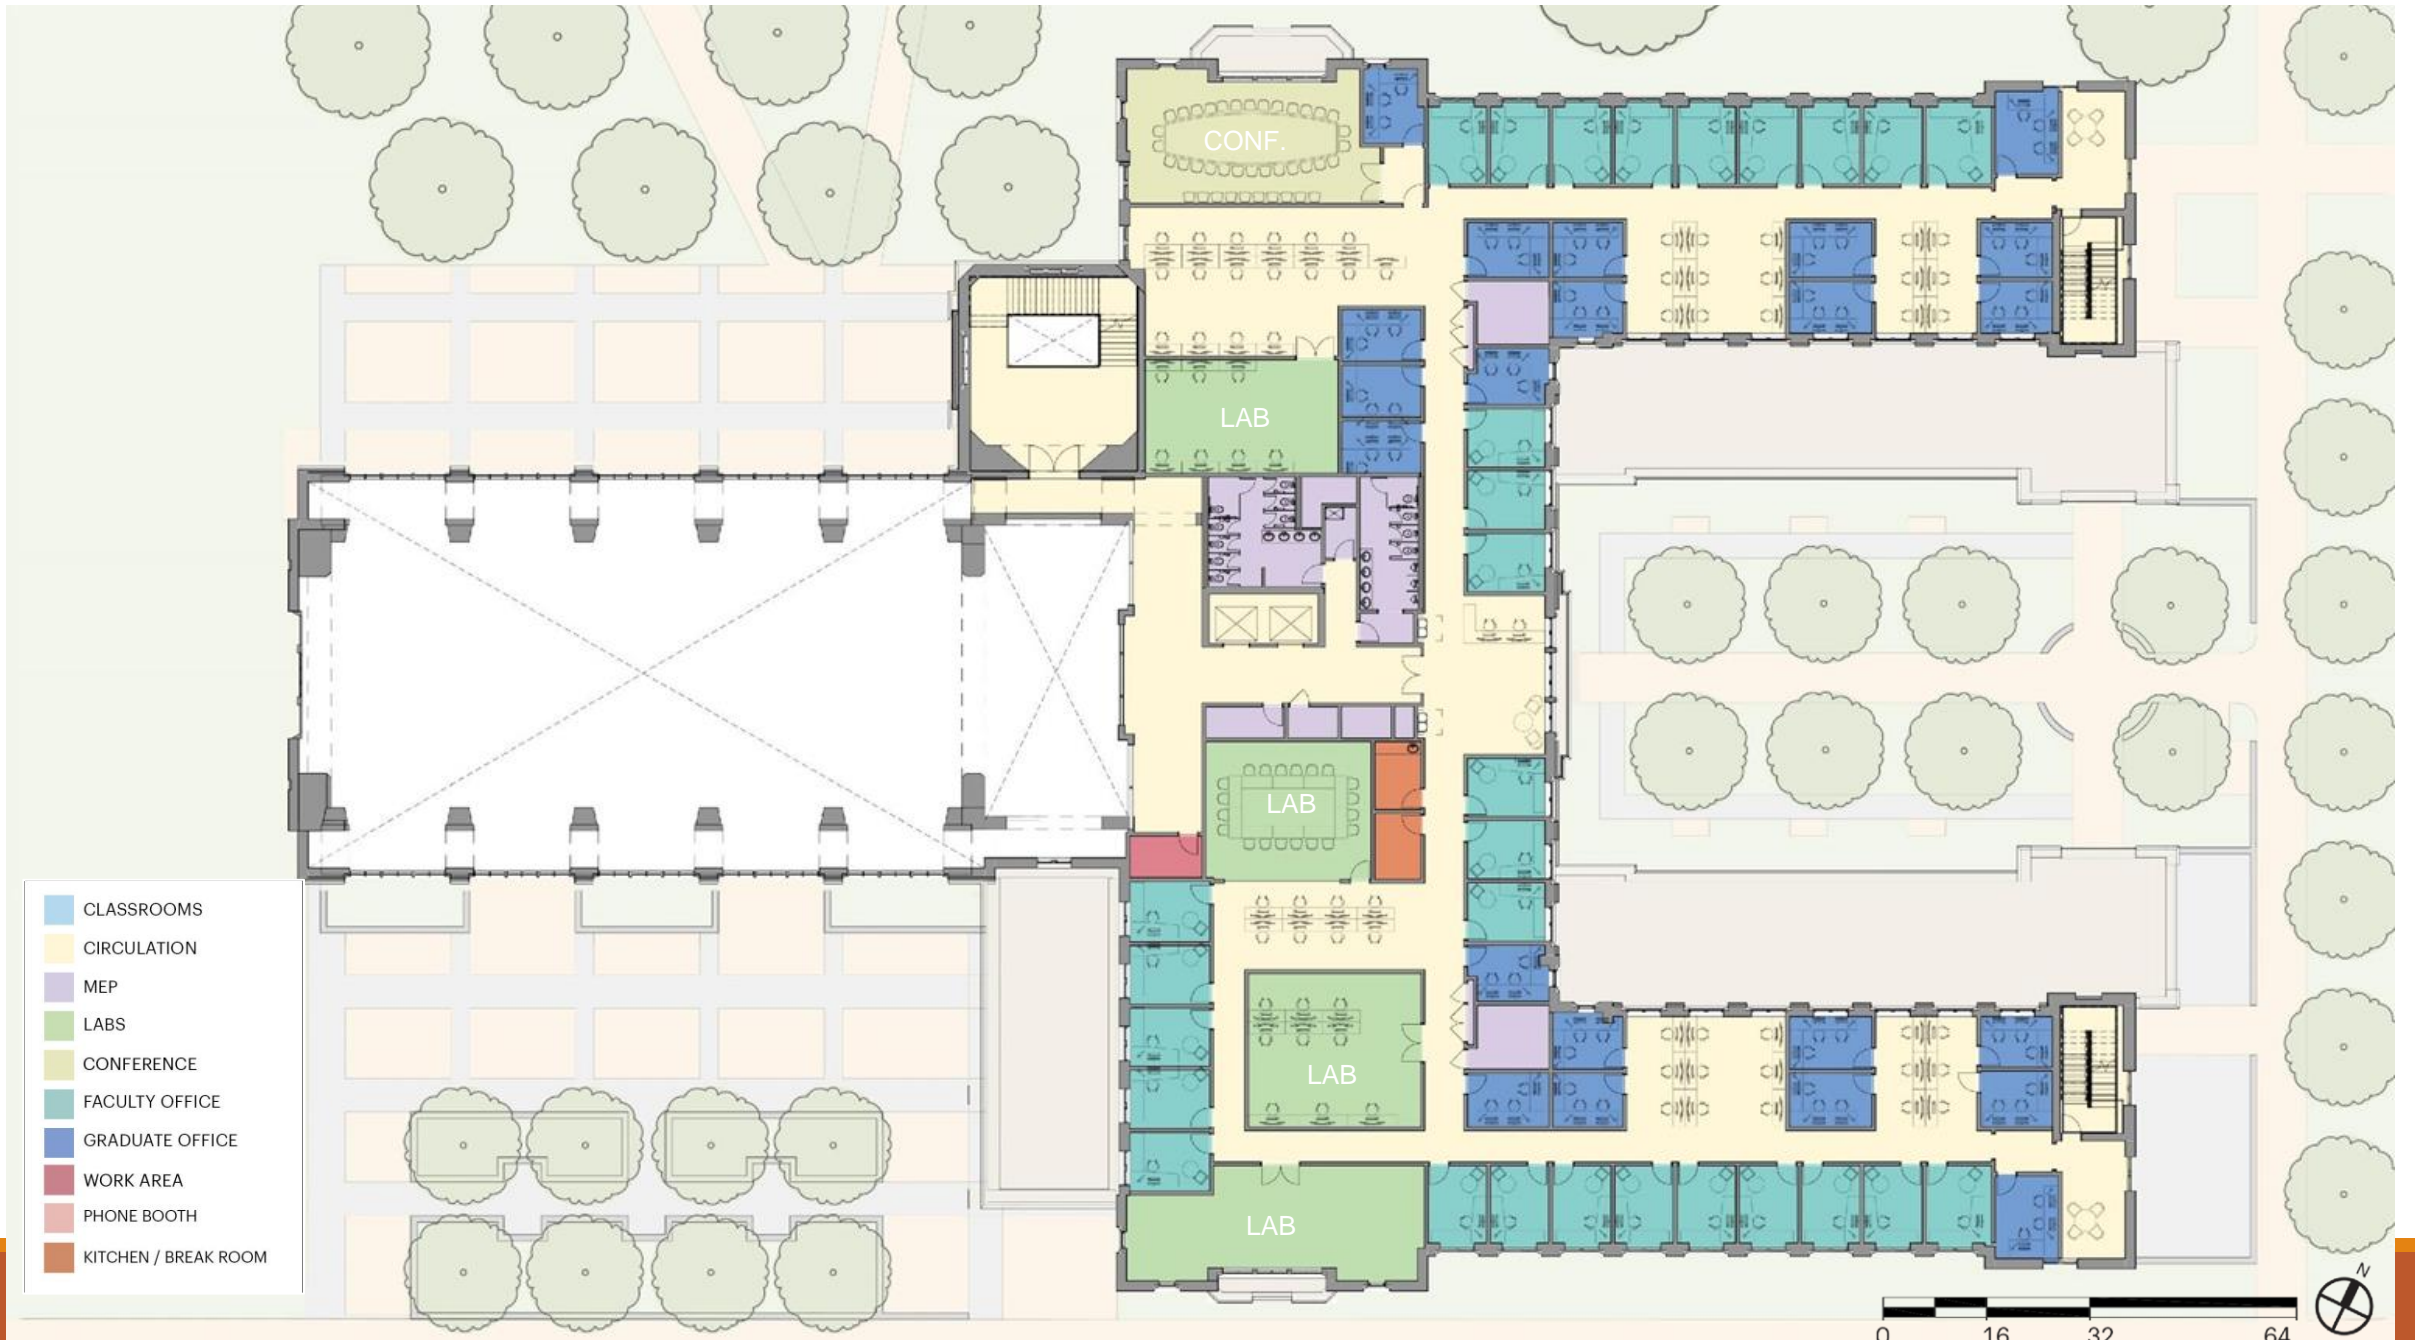 CONF.
LAB
LAB
LAB
LAB
CLASSROOMS
CIRCULATION
MEP
LABS
CONFERENCE
FACULTY OFFICE
GRADUATE OFFICE
WORK AREA
PHONE BOOTH
KITCHEN / BREAK ROOM
N
0 16 32 64